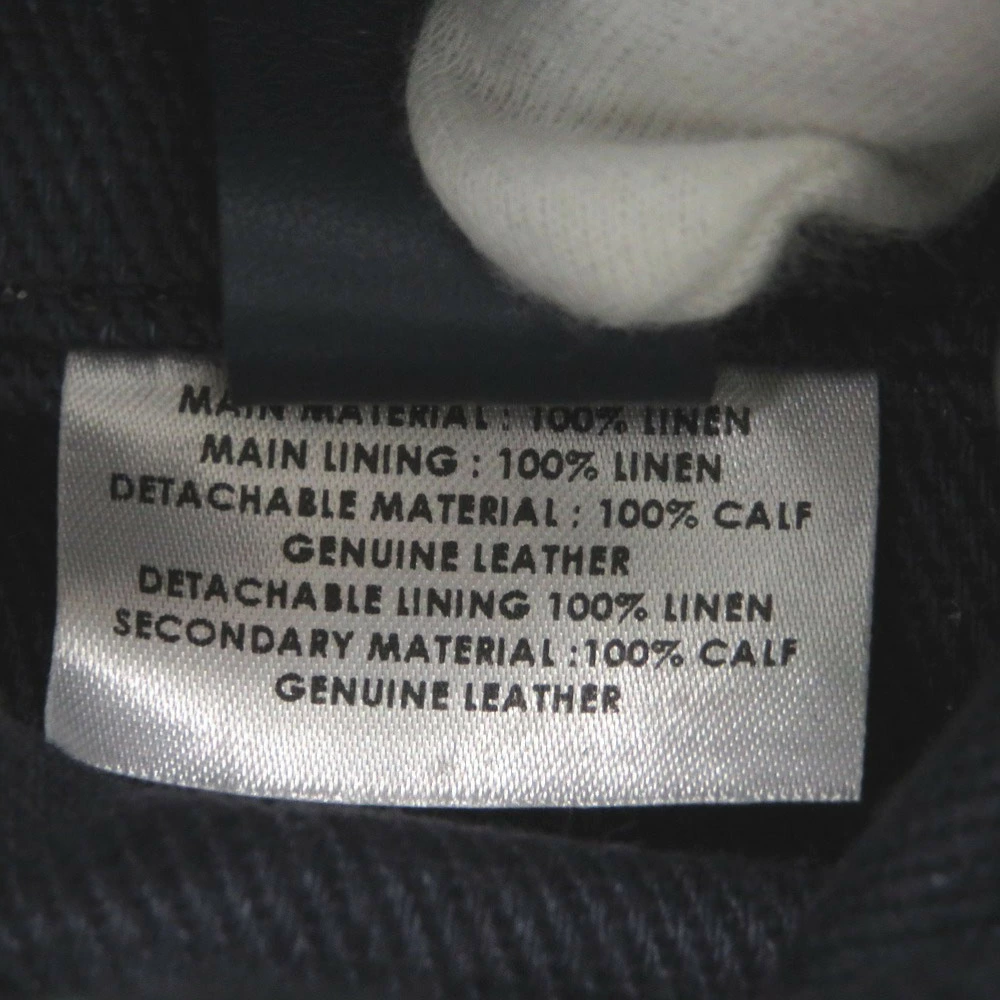 MAIN MATERIAL : 100% LINEN
MAIN LINING : 100% LINEN
DETACHABLE MATERIAL : 100% CALF
GENUINE LEATHER
DETACHABLE LINING 100% LINEN
SECONDARY MATERIAL :100% CALF
GENUINE LEATHER